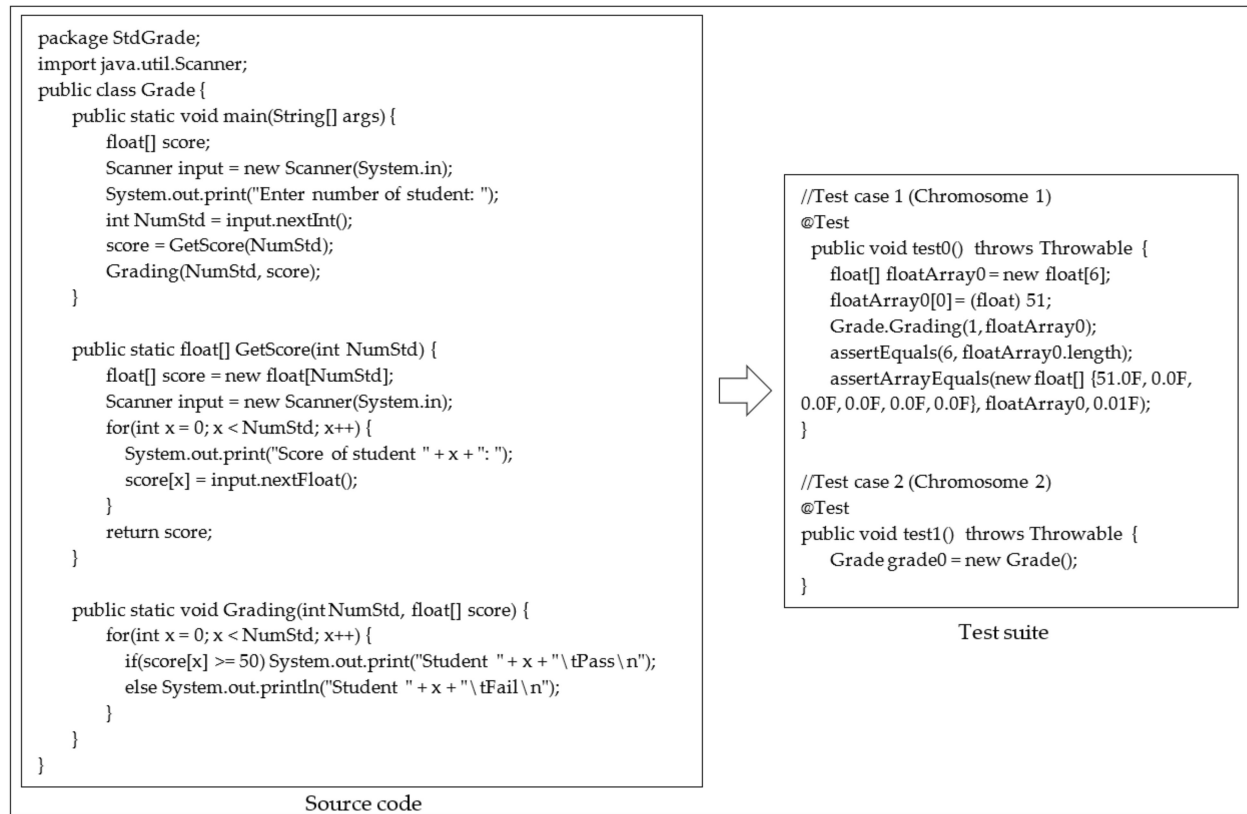 package StdGrade;
import java.util.Scanner;
public class Grade {
public static void main(String[] args) {
float[] score;
Scanner input = new Scanner(System.in);
System.out.print("Enter number of student: ");
int NumStd = input.nextInt();
score = GetScore(NumStd);
Grading(NumStd, score);
}
public static float[] GetScore(int NumStd) {
float[] score = new float[NumStd];
Scanner input = new Scanner(System.in);
for(int x = 0; x < NumStd; x++) {
System.out.print("Score of student " + x + ": ");
score[x] = input.nextFloat();
}
return score;
}
public static void Grading(int NumStd, float[] score) {
for(int x = 0; x < NumStd; x++) {
if(score[x] >= 50) System.out.print("Student " + x + "\tPass\n");
else System.out.println("Student " + x + "\tFail\n");
}
}
}
Source code
//Test case 1 (Chromosome 1)
@Test
public void test0() throws Throwable {
float[] floatArray0 = new float[6];
floatArray0[0] = (float) 51;
Grade.Grading(1, floatArray0);
assertEquals(6, floatArray0.length);
assertArrayEquals(new float[] {51.0F, 0.0F,
0.0F, 0.0F, 0.0F, 0.0F}, floatArray0, 0.01F);
}
//Test case 2 (Chromosome 2)
@Test
public void test1() throws Throwable {
Grade grade0 = new Grade();
}
Test suite